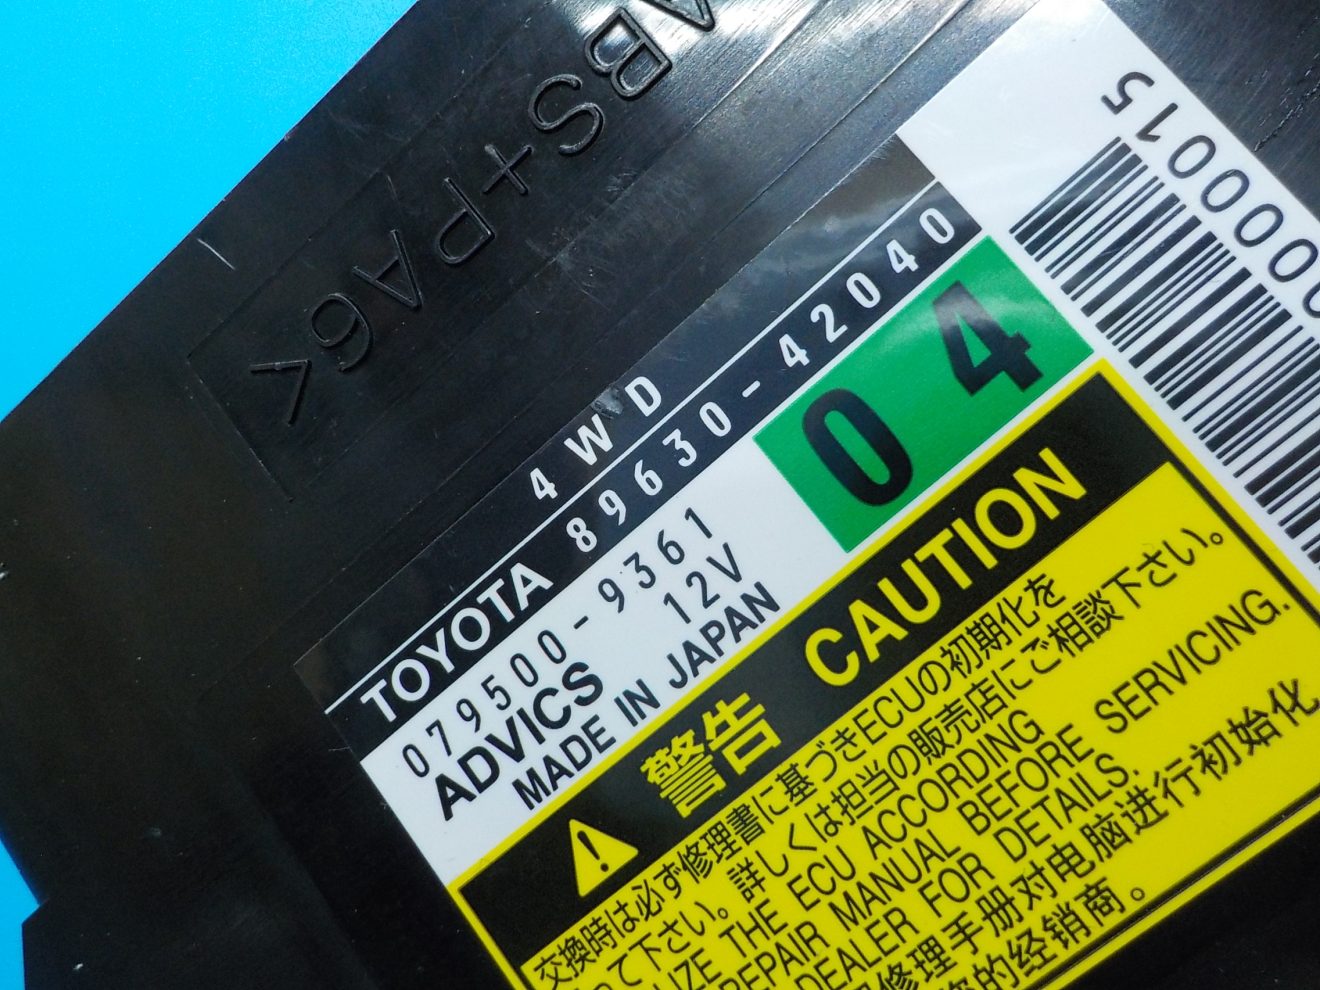 ABS+PA6<
4WD
TOYOTA 89630-42040
04
079500-9361
12V
ADVICS
MADE IN JAPAN
000015
警告 CAUTION
交換時は必ず修理書に基づきECUの初期化を
て下さい。詳しくは担当の販売店にご相談下さい。
THE ECU ACCORDING
REPAIR MANUAL BEFORE SERVICING.
DEALER FOR DETAILS.
修理手册对电脑进行初始化
的经销商。